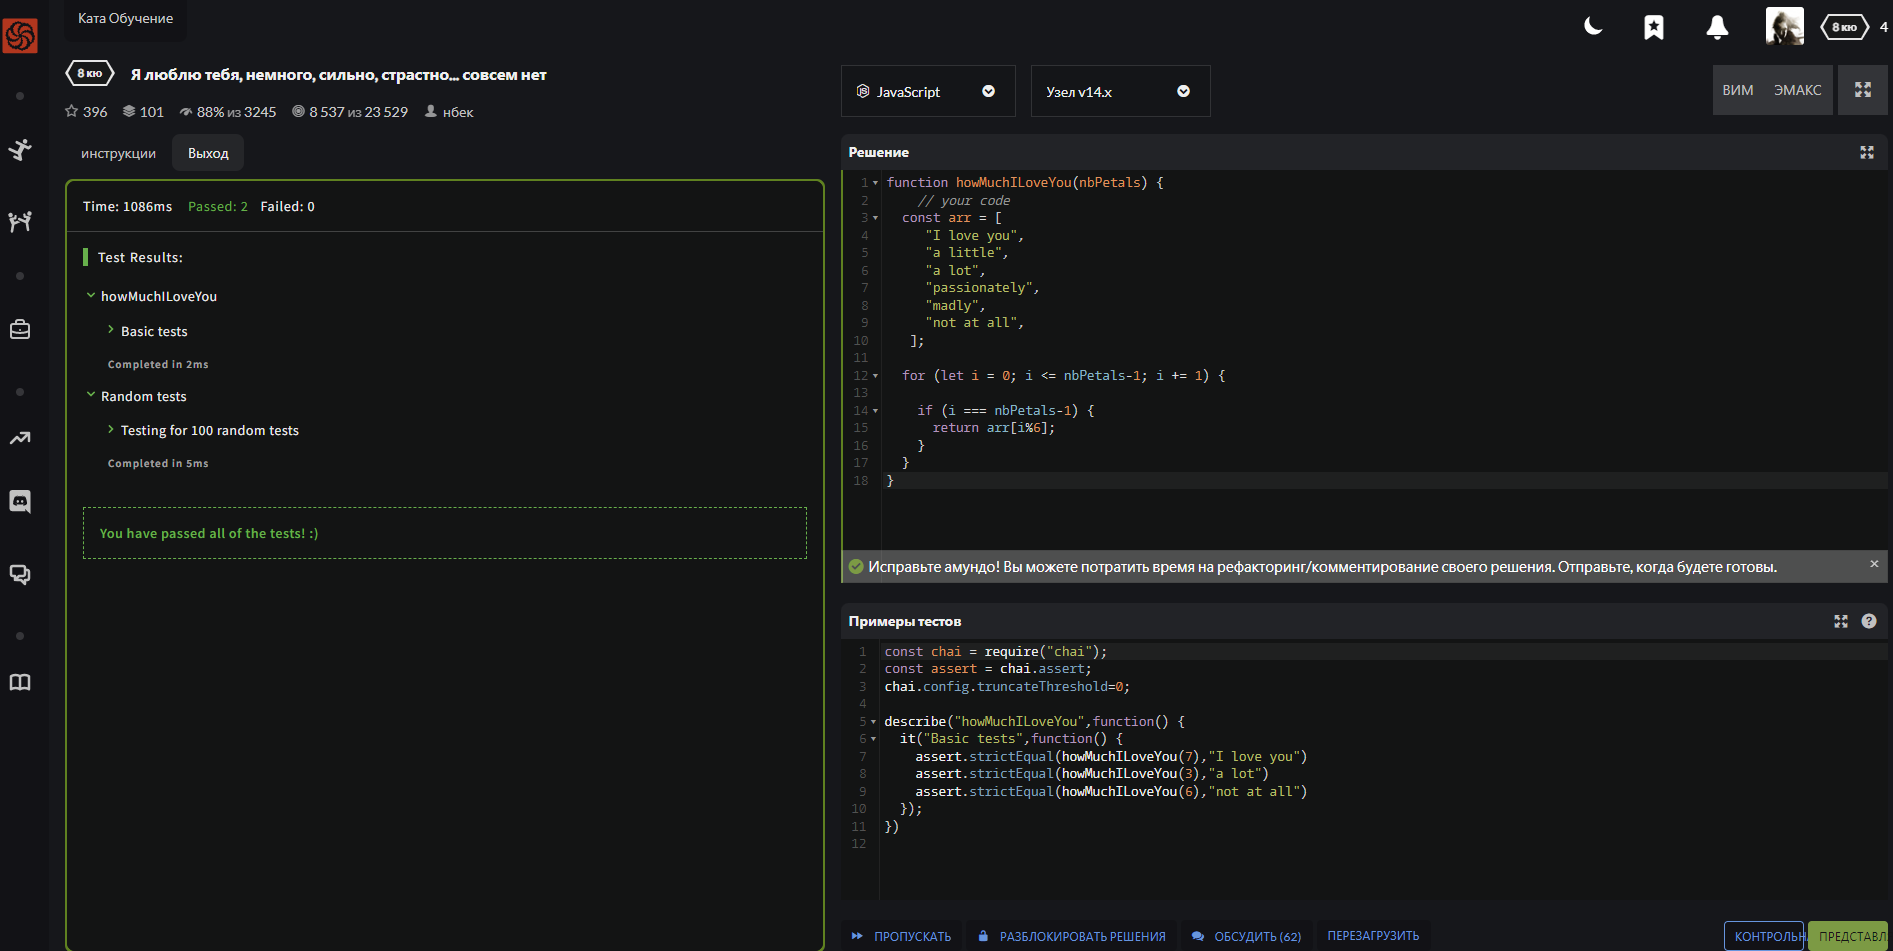 Ката Обучение
8 кю
4
8 кю
Я люблю тебя, немного, сильно, страстно... совсем нет
396
101
88% из 3245
8 537 из 23 529
нбек
инструкции
Выход
Time: 1086ms Passed: 2 Failed: 0
Test Results:
howMuchILoveYou
Basic tests
Completed in 2ms
Random tests
Testing for 100 random tests
Completed in 5ms
You have passed all of the tests! :)
JavaScript
Узел v14.x
ВИМ
ЭМАКС
Решение
1 function howMuchILoveYou(nbPetals) {
2 // your code
3 const arr = [
4 "I love you",
5 "a little",
6 "a lot",
7 "passionately",
8 "madly",
9 "not at all",
10 ];
11
12 for (let i = 0; i <= nbPetals-1; i += 1) {
13
14 if (i === nbPetals-1) {
15 return arr[i%6];
16 }
17 }
18 }
Исправьте амундо! Вы можете потратить время на рефакторинг/комментирование своего решения. Отправьте, когда будете готовы.
×
Примеры тестов
?
1 const chai = require("chai");
2 const assert = chai.assert;
3 chai.config.truncateThreshold=0;
4
5 describe("howMuchILoveYou",function() {
6 it("Basic tests",function() {
7 assert.strictEqual(howMuchILoveYou(7),"I love you")
8 assert.strictEqual(howMuchILoveYou(3),"a lot")
9 assert.strictEqual(howMuchILoveYou(6),"not at all")
10 });
11 })
12
ПРОПУСКАТЬ
РАЗБЛОКИРОВАТЬ РЕШЕНИЯ
ОБСУДИТЬ (62)
ПЕРЕЗАГРУЗИТЬ
КОНТРОЛЬН
ПРЕДСТАВЛ